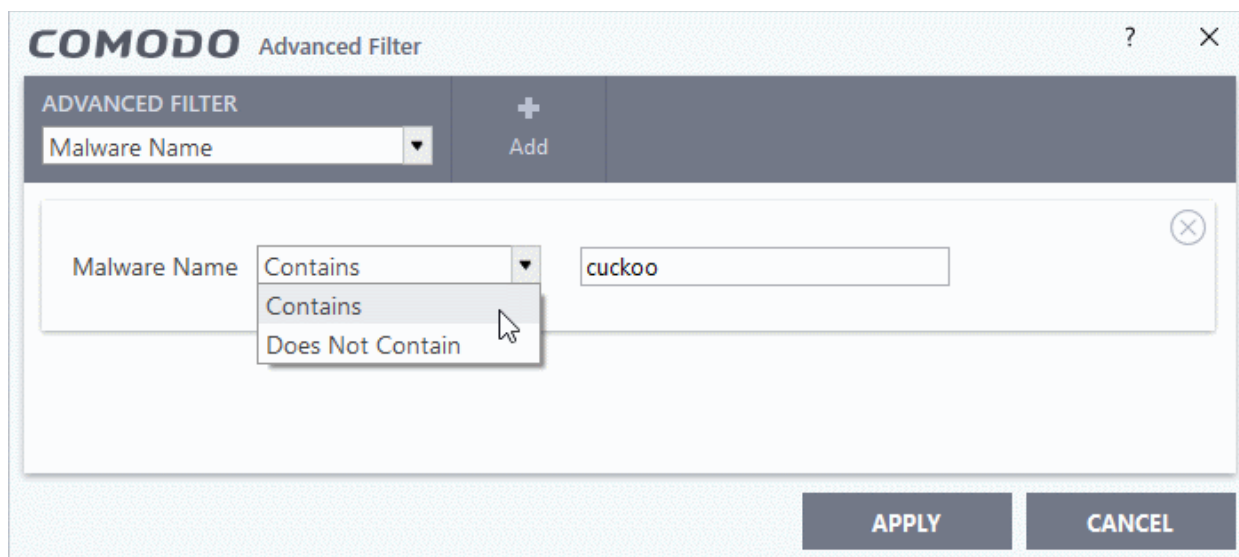 COMODO Advanced Filter ?
ADVANCED FILTER
Malware Name
Add
Malware Name Contains cuckoo
Contains
Does Not Contain
APPLY CANCEL